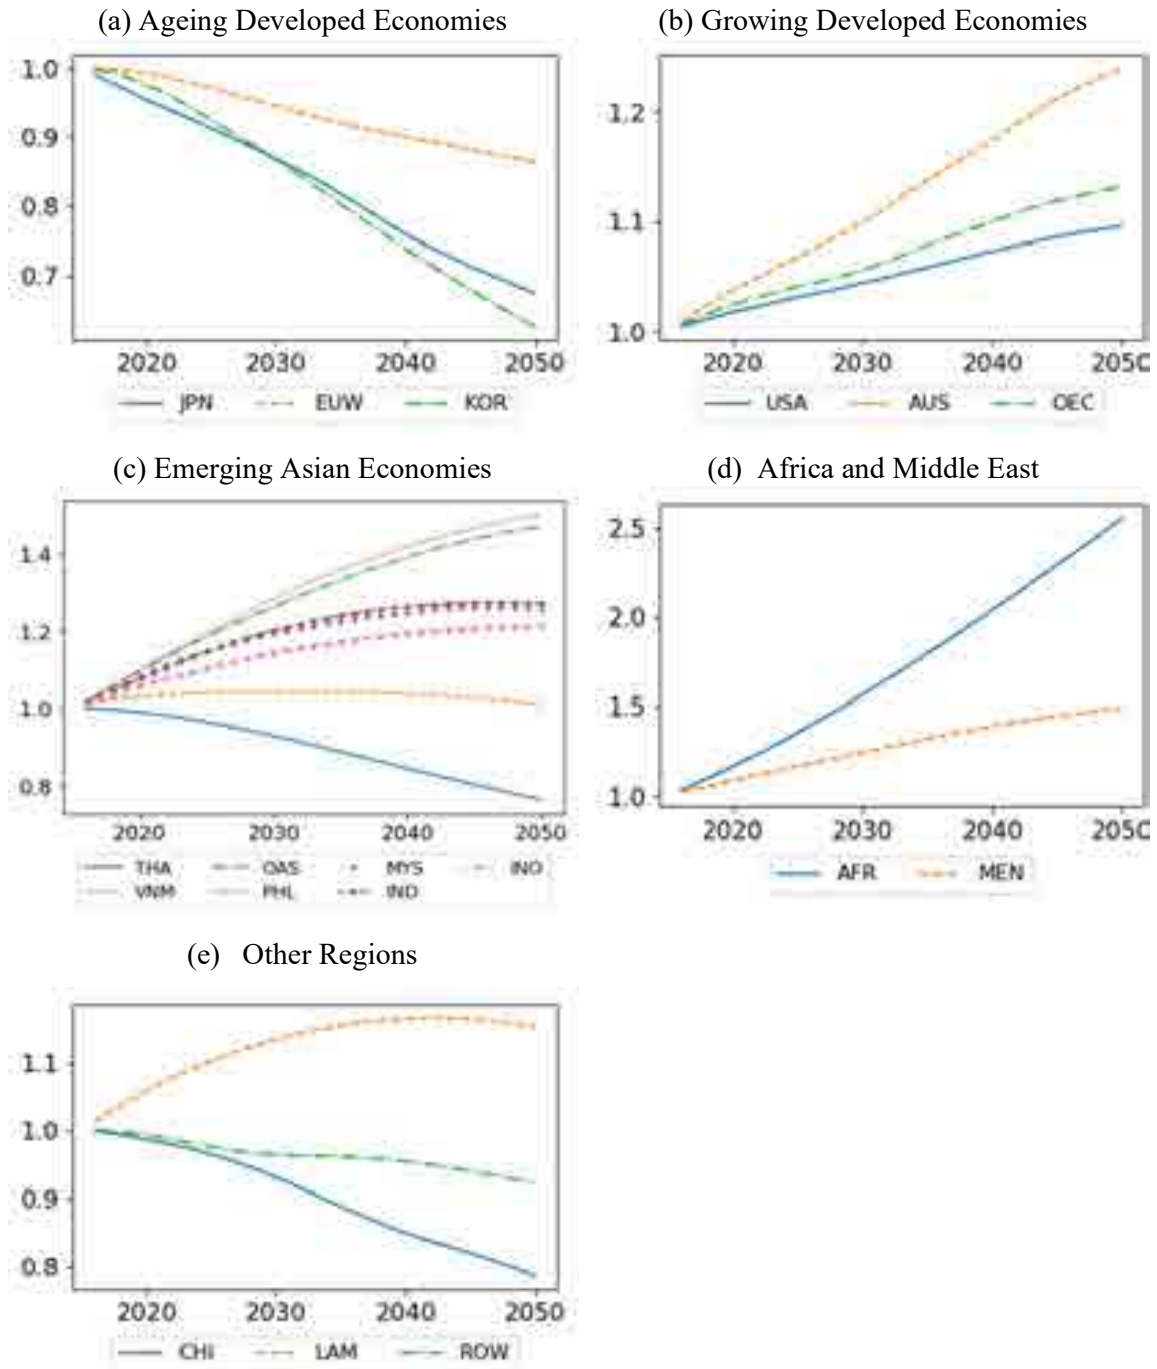 (a) Ageing Developed Economies
(b) Growing Developed Economies
1.0
0.9
0.8
0.7
2020 2030 2040 2050
JPN EUW KOR
1.2
1.1
1.0
2020 2030 2040 2050
USA AUS OEC
(c) Emerging Asian Economies
(d) Africa and Middle East
1.4
1.2
1.0
0.8
2020 2030 2040 2050
THA OAS MYS INO
VNM PHL IND
2.5
2.0
1.5
1.0
2020 2030 2040 2050
AFR MEN
(e) Other Regions
1.1
1.0
0.9
0.8
2020 2030 2040 2050
CHI LAM ROW